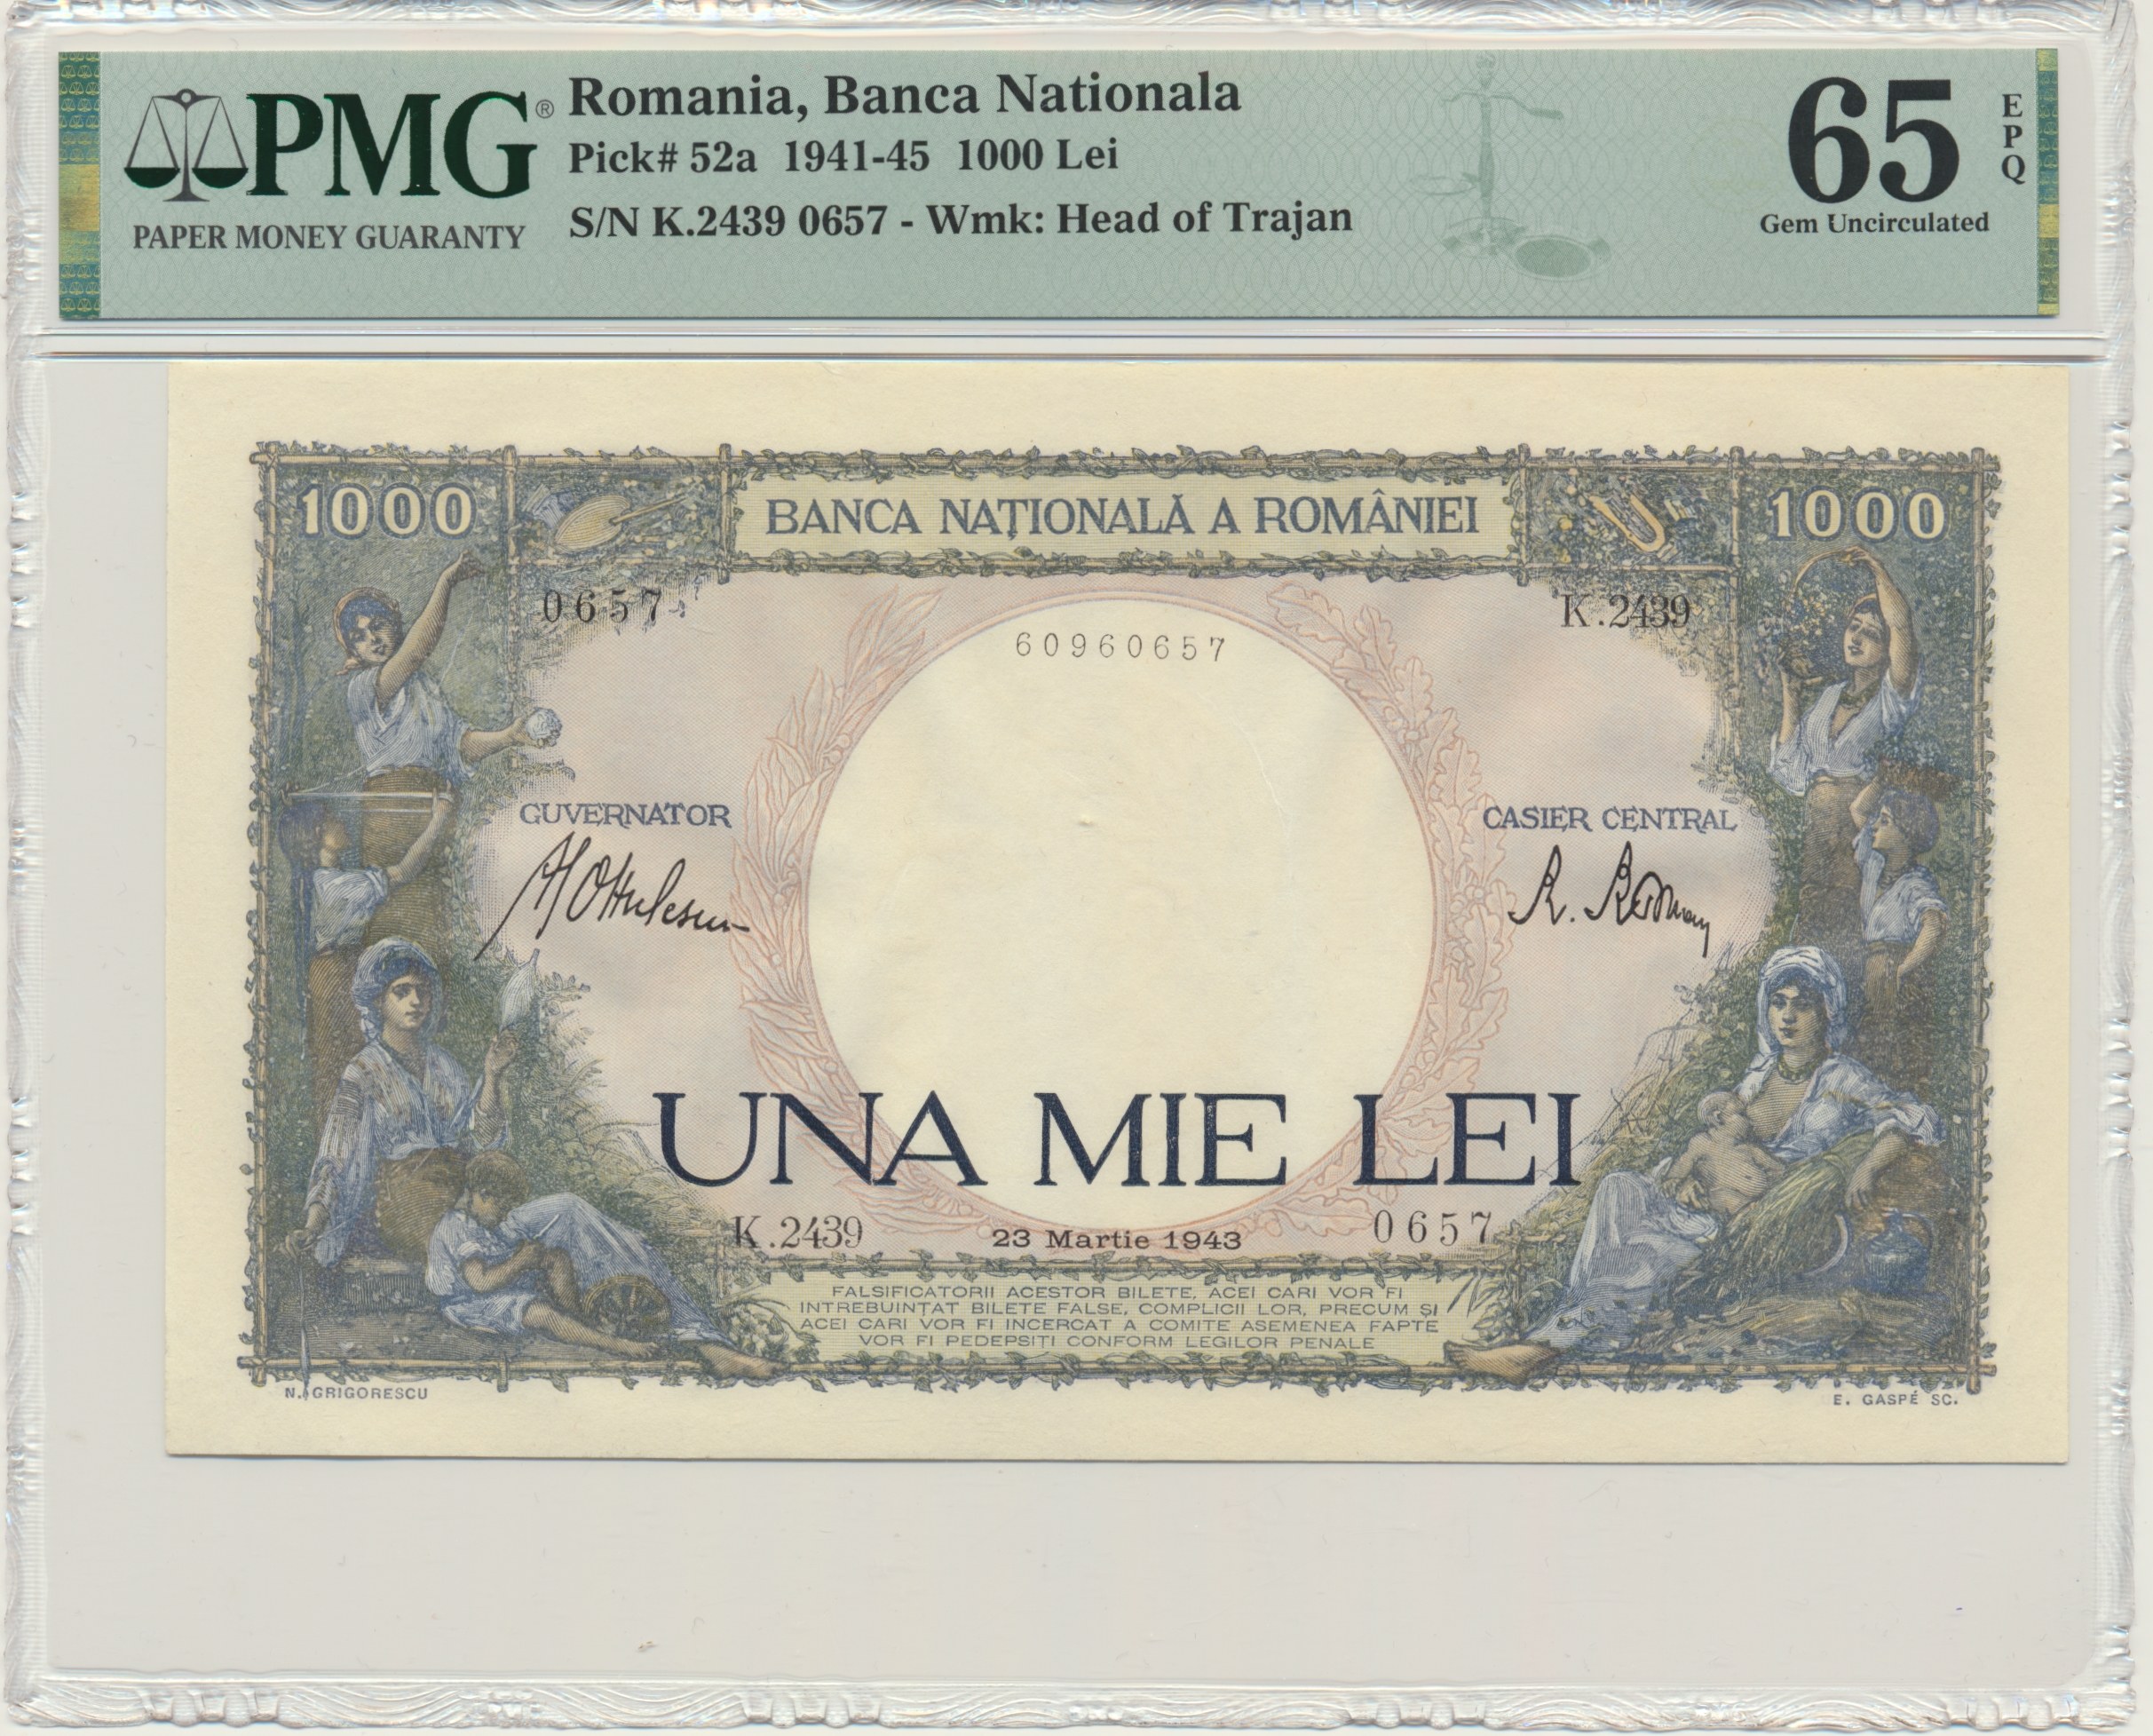 PMG®
PAPER MONEY GUARANTY
Romania, Banca Nationala
Pick# 52a 1941-45 1000 Lei
S/N K.2439 0657 - Wmk: Head of Trajan
65
EPQ
Gem Uncirculated
1000
BANCA NAȚIONALĂ A ROMÂNIEI
1000
0657
K.2439
60960657
GUVERNATOR
CASIER CENTRAL
UNA MIE LEI
K.2439
23 Martie 1943
0657
FALSIFICATORII ACESTOR BILETE, ACEI CARI VOR FI
INTREBUINȚAT BILETE FALSE, COMPLICII LOR, PRECUM ȘI
ACEI CARI VOR FI INCERCAT A COMITE ASEMENEA FAPTE
VOR FI PEDEPSIȚI CONFORM LEGILOR PENALE
N. GRIGORESCU
E. GASPÉ SC.